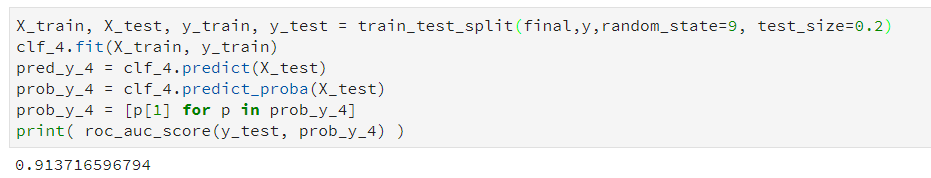 X_train, X_test, y_train, y_test = train_test_split(final,y,random_state=9, test_size=0.2)
clf_4.fit(X_train, y_train)
pred_y_4 = clf_4.predict(X_test)
prob_y_4 = clf_4.predict_proba(X_test)
prob_y_4 = [p[1] for p in prob_y_4]
print( roc_auc_score(y_test, prob_y_4) )
0.913716596794